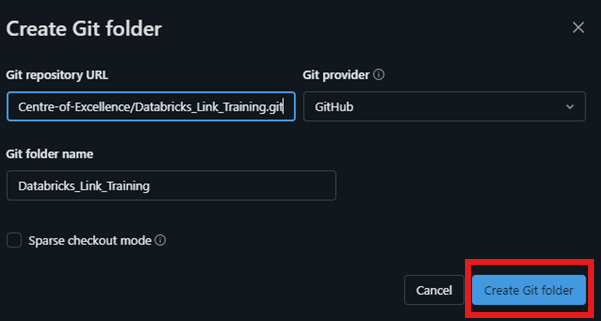 Create Git folder
Git repository URL
Git provider
Centre-of-Excellence/Databricks_Link_Training.git
GitHub
Git folder name
Databricks_Link_Training
Sparse checkout mode
Cancel
Create Git folder